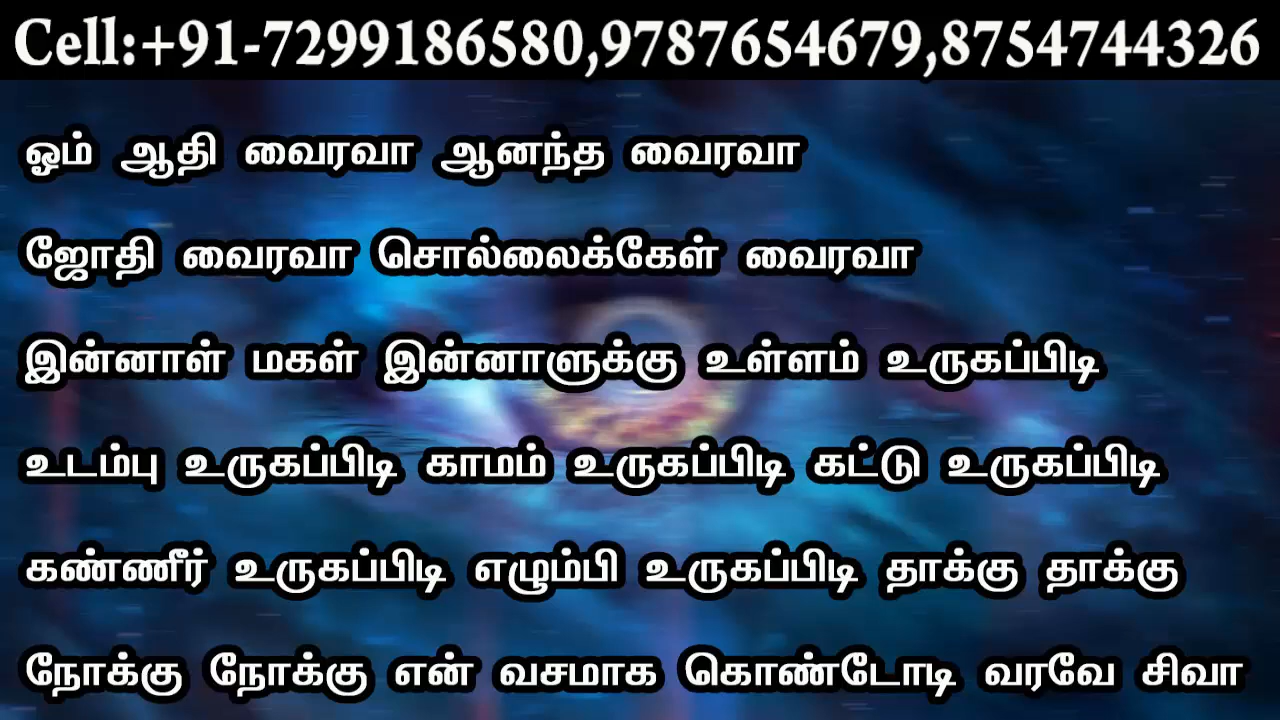 Cell:+91-7299186580,9787654679,8754744326
ஓம் ஆதி வைரவா ஆனந்த வைரவா
ஜோதி வைரவா சொல்லைக்கேள் வைரவா
இன்னாள் மகள் இன்னாளுக்கு உள்ளம் உருகப்பிடி
உடம்பு உருகப்பிடி காமம் உருகப்பிடி கட்டு உருகப்பிடி
கண்ணீர் உருகப்பிடி எழும்பி உருகப்பிடி தாக்கு தாக்கு
நோக்கு நோக்கு என் வசமாக கொண்டோடி வரவே சிவா